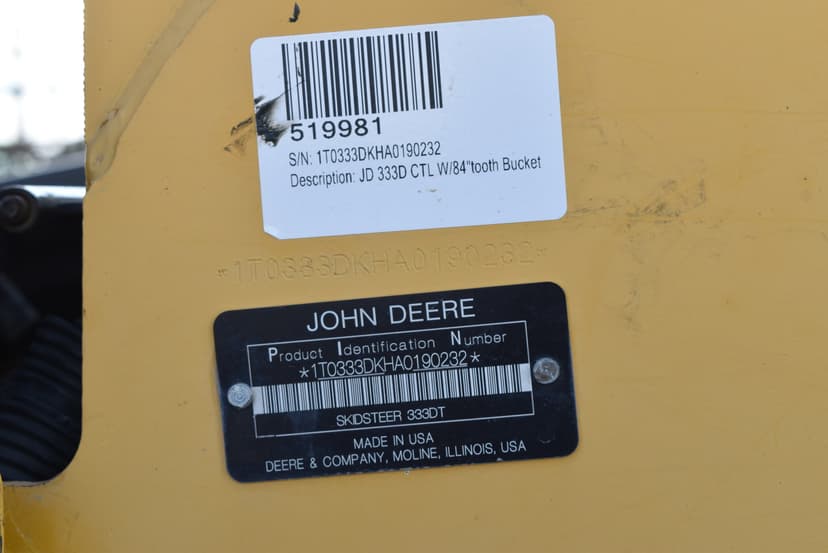 519981
S/N: 1T0333DKHA0190232
Description: JD 333D CTL W/84"tooth Bucket
*1T0333DKHA0190232*
JOHN DEERE
Product Identification Number
*1T0333DKHA0190232*
SKIDSTEER 333DT
MADE IN USA
DEERE & COMPANY, MOLINE, ILLINOIS, USA